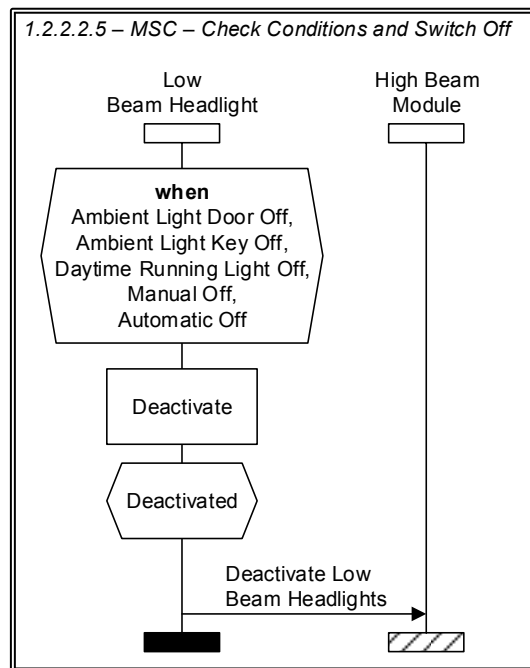 1.2.2.2.5 – MSC – Check Conditions and Switch Off
Low
Beam Headlight
High Beam
Module
when
Ambient Light Door Off,
Ambient Light Key Off,
Daytime Running Light Off,
Manual Off,
Automatic Off
Deactivate
Deactivated
Deactivate Low
Beam Headlights